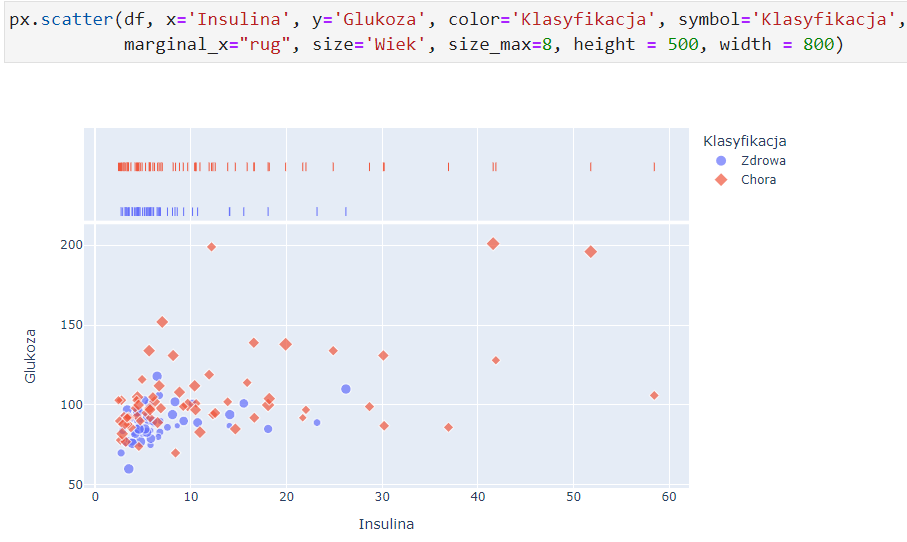 px.scatter(df, x='Insulina', y='Glukoza', color='Klasyfikacja', symbol='Klasyfikacja',
marginal_x="rug", size='Wiek', size_max=8, height = 500, width = 800)
Klasyfikacja
Zdrowa
Chora
200
150
100
50
Glukoza
0 10 20 30 40 50 60
Insulina